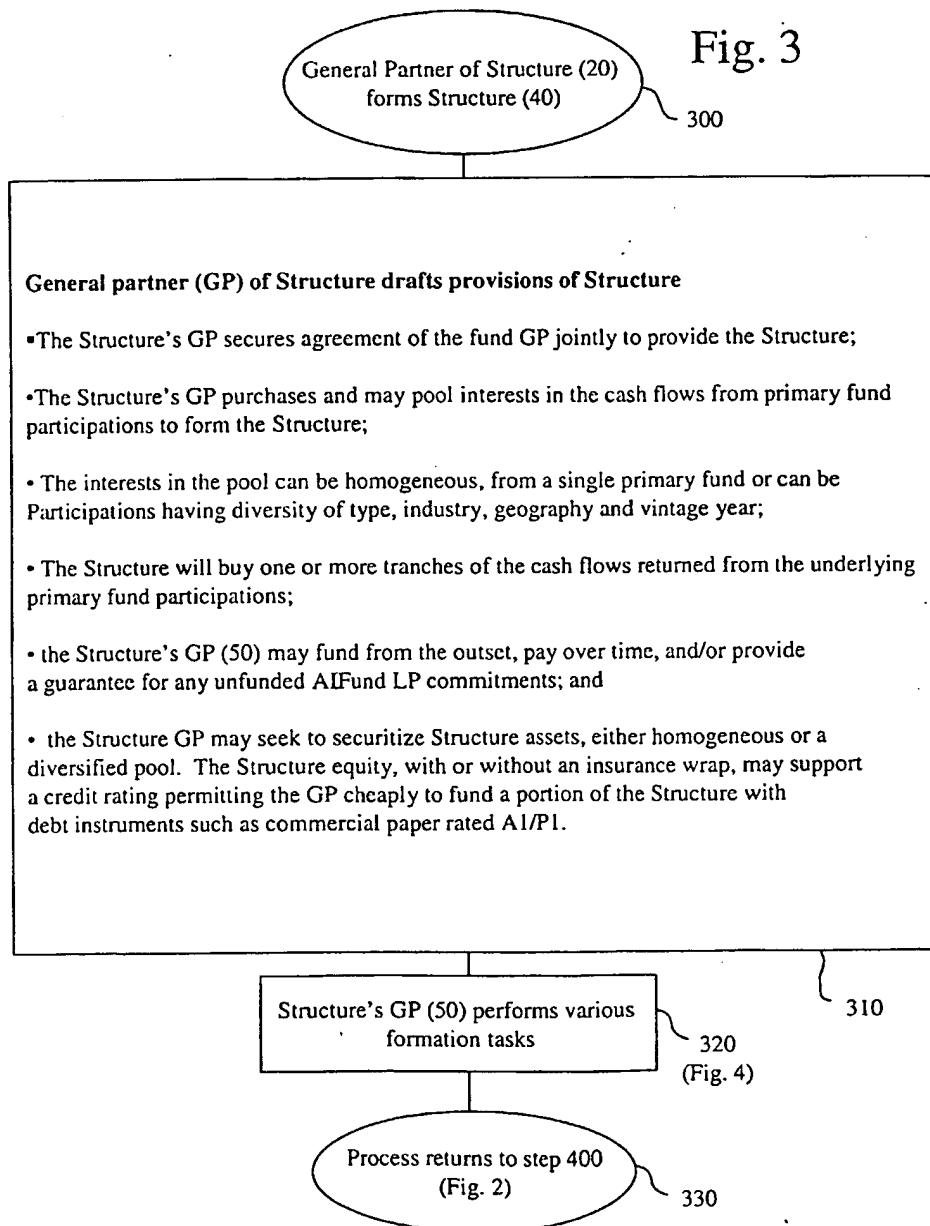 Fig. 3
General Partner of Structure (20)
forms Structure (40)
300
General partner (GP) of Structure drafts provisions of Structure
▪The Structure's GP secures agreement of the fund GP jointly to provide the Structure;
•The Structure's GP purchases and may pool interests in the cash flows from primary fund
participations to form the Structure;
• The interests in the pool can be homogeneous, from a single primary fund or can be
Participations having diversity of type, industry, geography and vintage year;
• The Structure will buy one or more tranches of the cash flows returned from the underlying
primary fund participations;
• the Structure's GP (50) may fund from the outset, pay over time, and/or provide
a guarantee for any unfunded AIFund LP commitments; and
• the Structure GP may seek to securitize Structure assets, either homogeneous or a
diversified pool. The Structure equity, with or without an insurance wrap, may support
a credit rating permitting the GP cheaply to fund a portion of the Structure with
debt instruments such as commercial paper rated A1/P1.
310
Structure's GP (50) performs various
formation tasks
320
(Fig. 4)
Process returns to step 400
(Fig. 2)
330